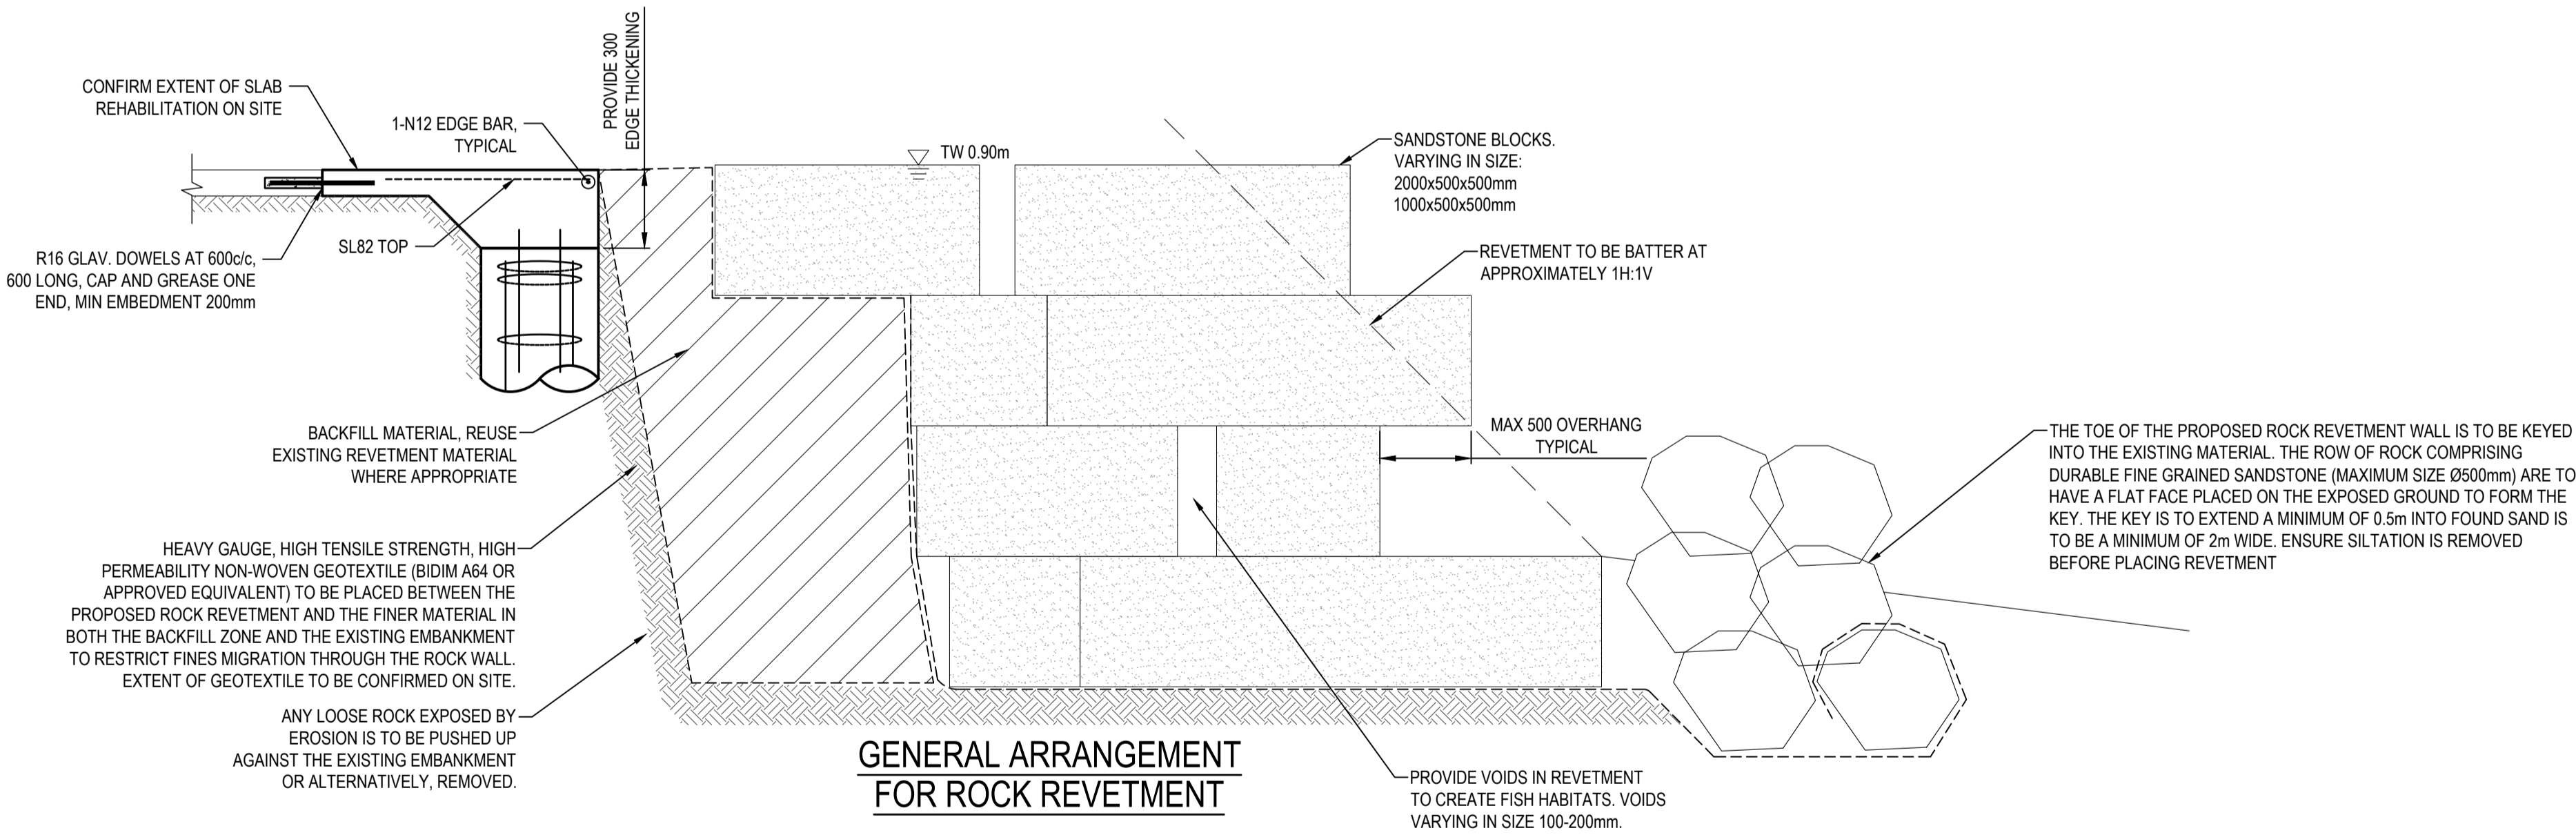 CONFIRM EXTENT OF SLAB
REHABILITATION ON SITE
1-N12 EDGE BAR,
TYPICAL
PROVIDE 300
EDGE THICKENING
TW 0.90m
SANDSTONE BLOCKS.
VARYING IN SIZE:
2000x500x500mm
1000x500x500mm
R16 GLAV. DOWELS AT 600c/c,
600 LONG, CAP AND GREASE ONE
END, MIN EMBEDMENT 200mm
SL82 TOP
REVETMENT TO BE BATTER AT
APPROXIMATELY 1H:1V
BACKFILL MATERIAL, REUSE
EXISTING REVETMENT MATERIAL
WHERE APPROPRIATE
MAX 500 OVERHANG
TYPICAL
THE TOE OF THE PROPOSED ROCK REVETMENT WALL IS TO BE KEYED
INTO THE EXISTING MATERIAL. THE ROW OF ROCK COMPRISING
DURABLE FINE GRAINED SANDSTONE (MAXIMUM SIZE Ø500mm) ARE TO
HAVE A FLAT FACE PLACED ON THE EXPOSED GROUND TO FORM THE
KEY. THE KEY IS TO EXTEND A MINIMUM OF 0.5m INTO FOUND SAND IS
TO BE A MINIMUM OF 2m WIDE. ENSURE SILTATION IS REMOVED
BEFORE PLACING REVETMENT
HEAVY GAUGE, HIGH TENSILE STRENGTH, HIGH
PERMEABILITY NON-WOVEN GEOTEXTILE (BIDIM A64 OR
APPROVED EQUIVALENT) TO BE PLACED BETWEEN THE
PROPOSED ROCK REVETMENT AND THE FINER MATERIAL IN
BOTH THE BACKFILL ZONE AND THE EXISTING EMBANKMENT
TO RESTRICT FINES MIGRATION THROUGH THE ROCK WALL.
EXTENT OF GEOTEXTILE TO BE CONFIRMED ON SITE.
ANY LOOSE ROCK EXPOSED BY
EROSION IS TO BE PUSHED UP
AGAINST THE EXISTING EMBANKMENT
OR ALTERNATIVELY, REMOVED.
GENERAL ARRANGEMENT
FOR ROCK REVETMENT
PROVIDE VOIDS IN REVETMENT
TO CREATE FISH HABITATS. VOIDS
VARYING IN SIZE 100-200mm.